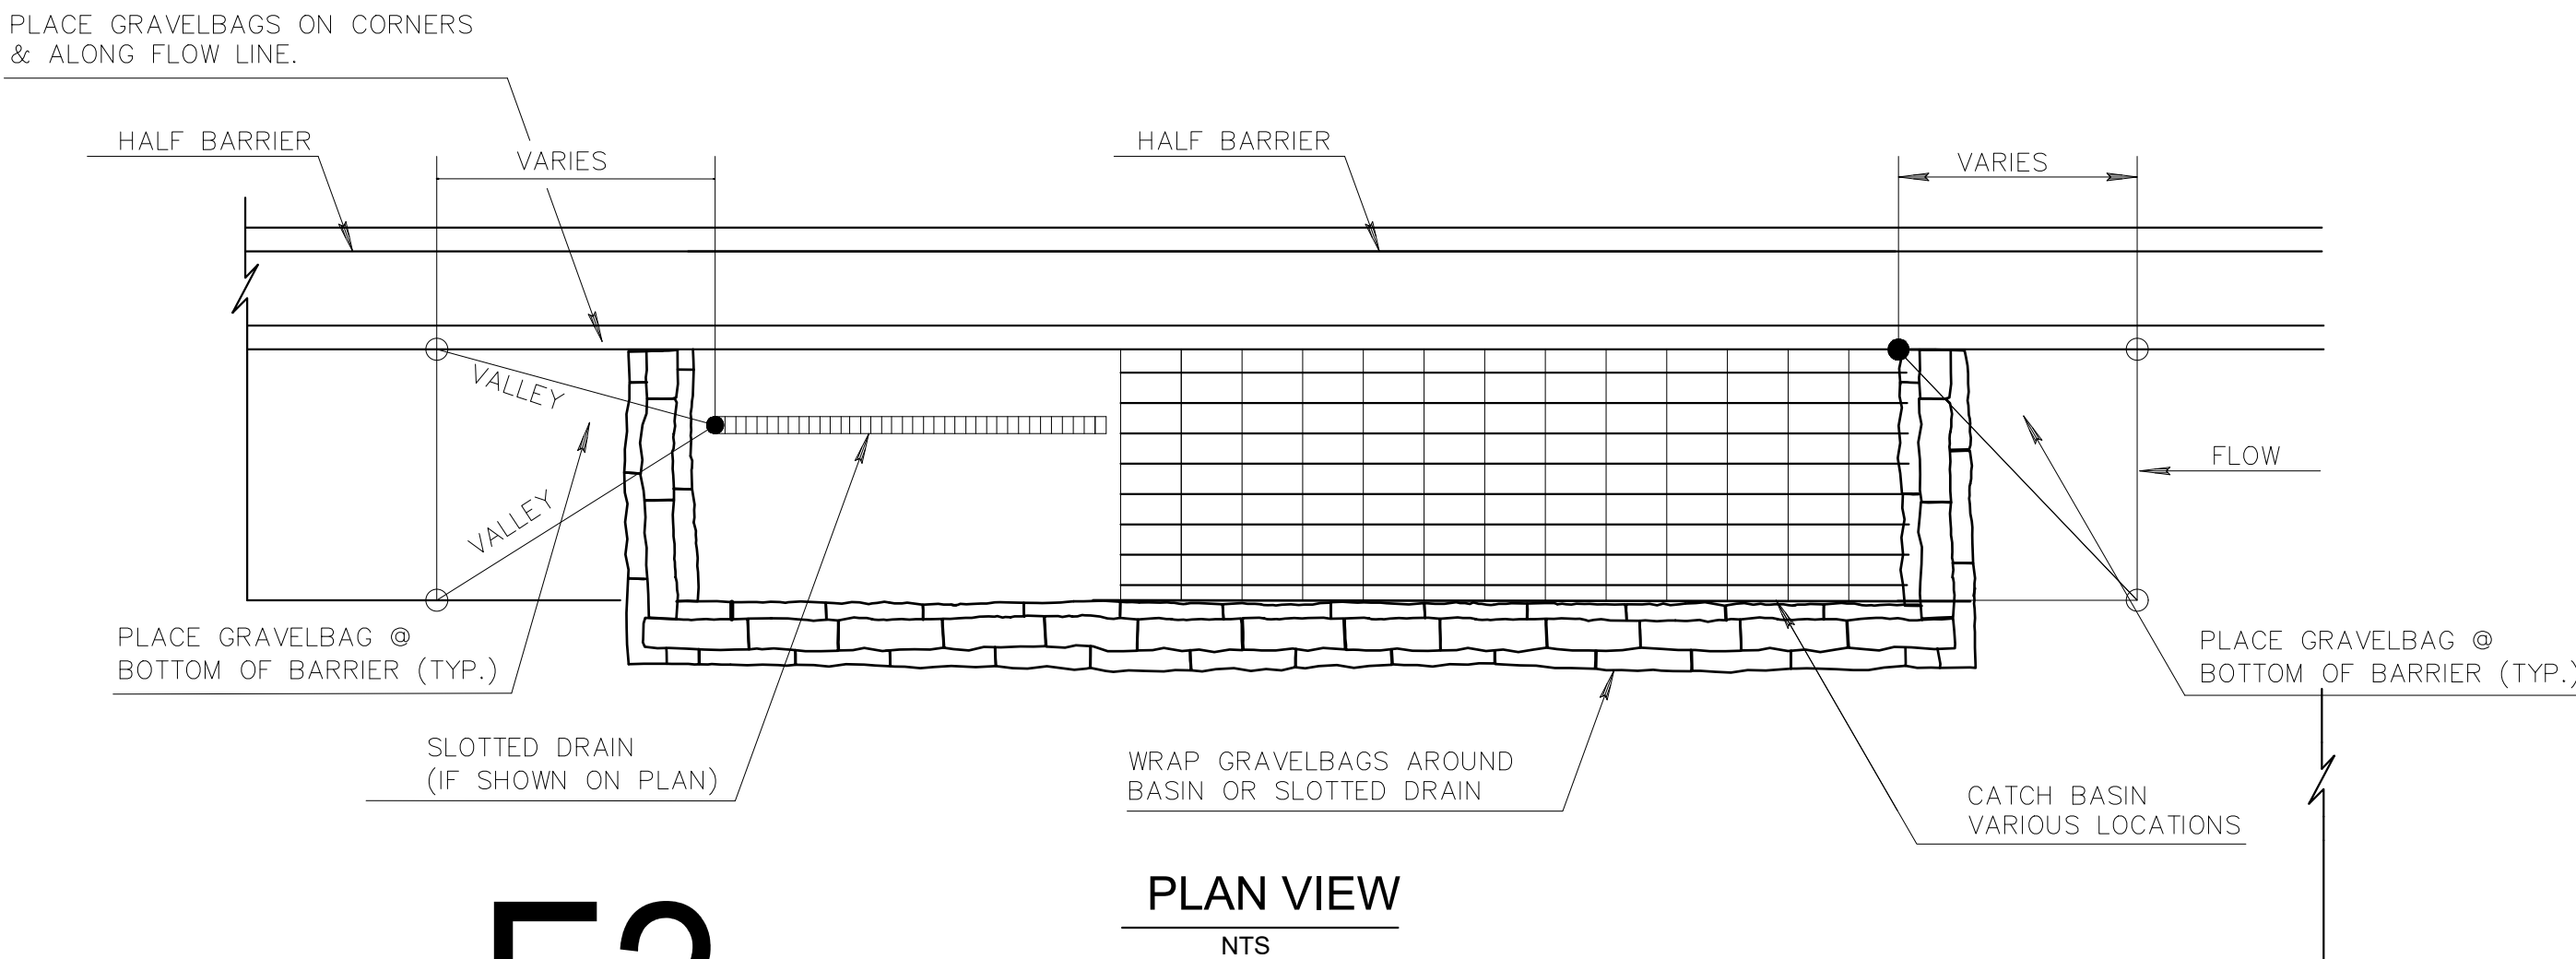 PLACE GRAVELBAGS ON CORNERS
& ALONG FLOW LINE.
HALF BARRIER
VARIES
HALF BARRIER
VARIES
VALLEY
VALLEY
FLOW
PLACE GRAVELBAG @
BOTTOM OF BARRIER (TYP.)
PLACE GRAVELBAG @
BOTTOM OF BARRIER (TYP.)
SLOTTED DRAIN
(IF SHOWN ON PLAN)
WRAP GRAVELBAGS AROUND
BASIN OR SLOTTED DRAIN
CATCH BASIN
VARIOUS LOCATIONS
PLAN VIEW
NTS